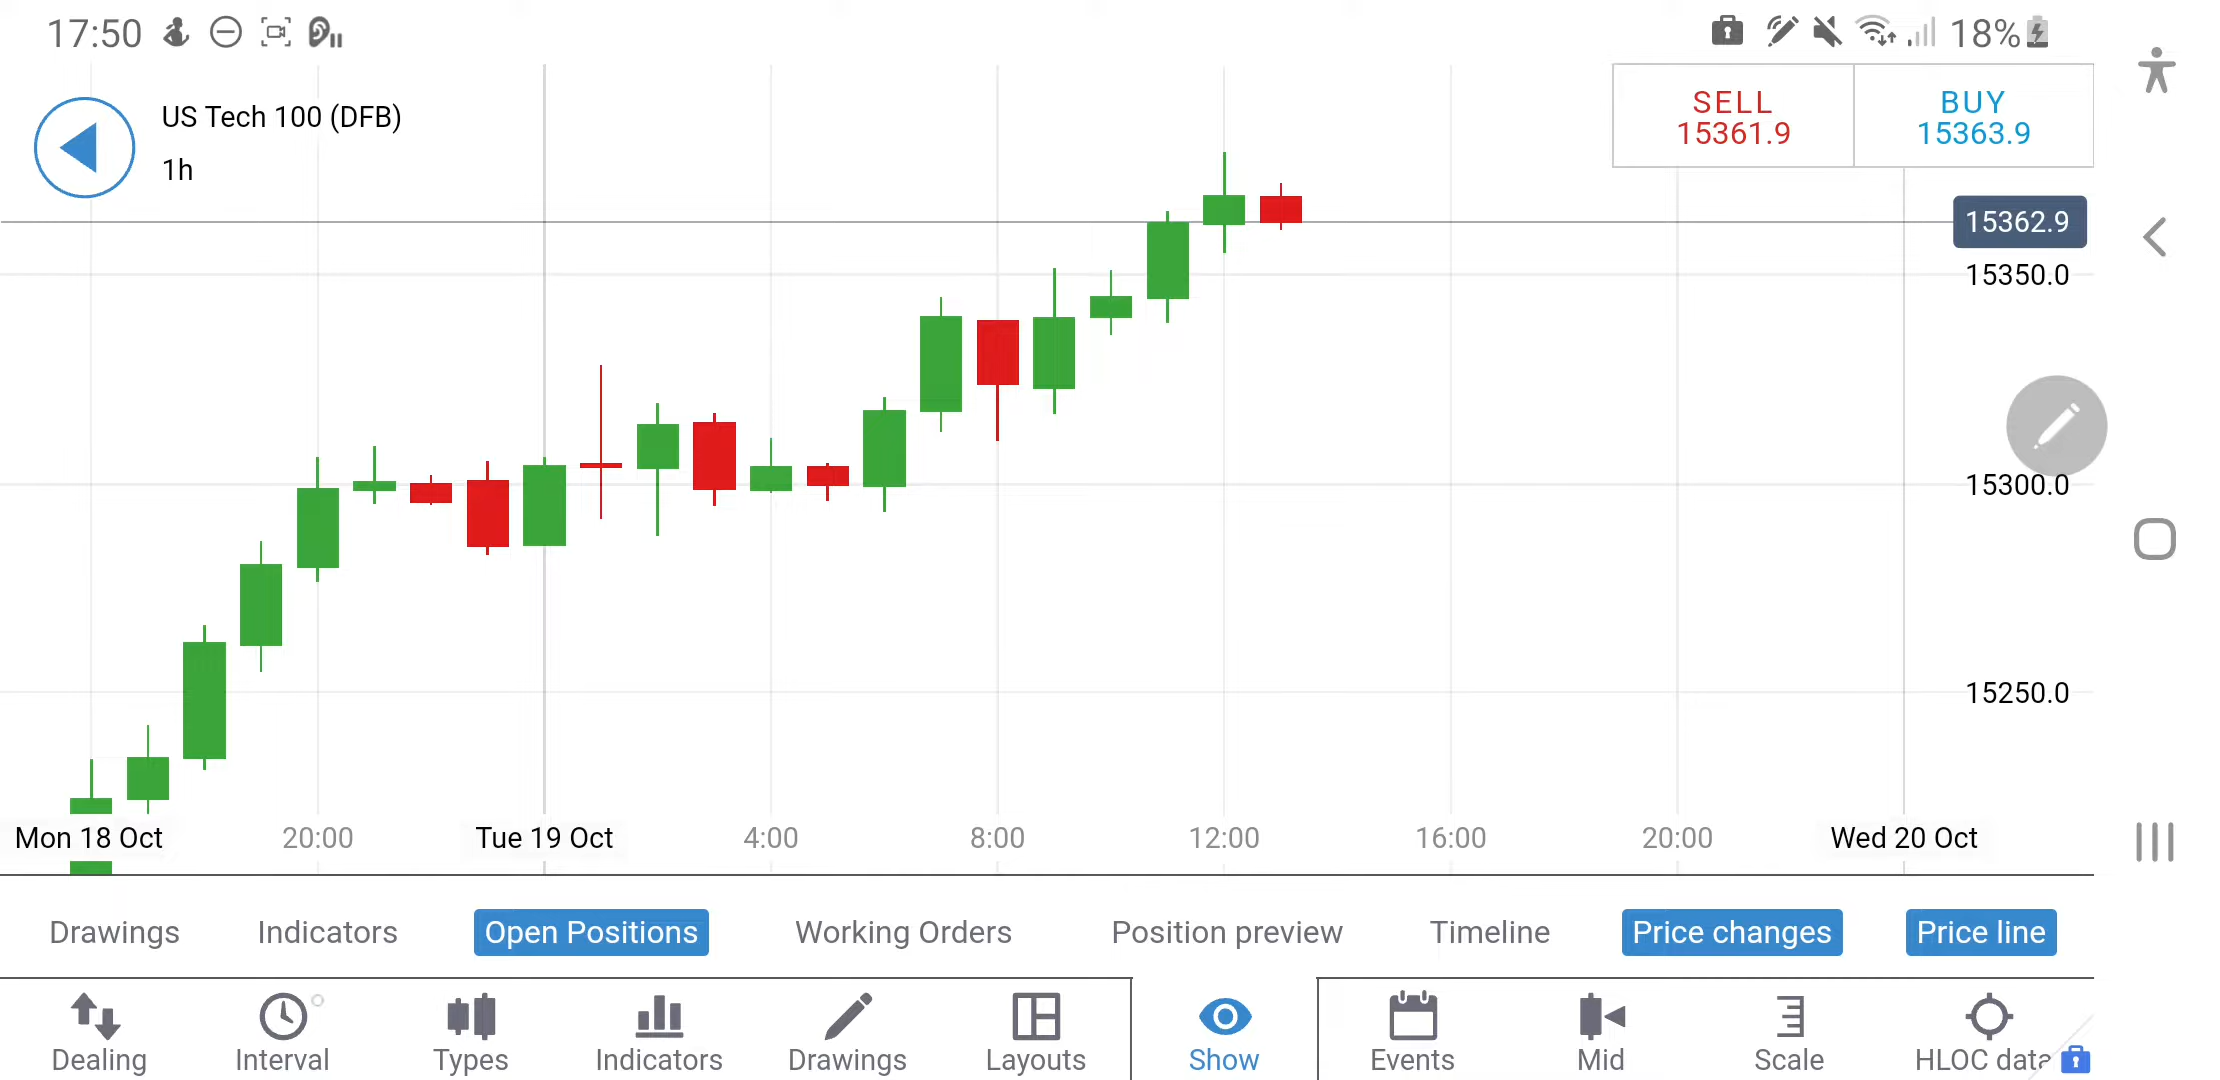 17:50
18%
US Tech 100 (DFB)
1h
SELL
15361.9
BUY
15363.9
15362.9
15350.0
15300.0
15250.0
Mon 18 Oct 20:00 Tue 19 Oct 4:00 8:00 12:00 16:00 20:00 Wed 20 Oct
Drawings Indicators Open Positions Working Orders Position preview Timeline Price changes Price line
Dealing Interval Types Indicators Drawings Layouts Show Events Mid Scale HLOC data